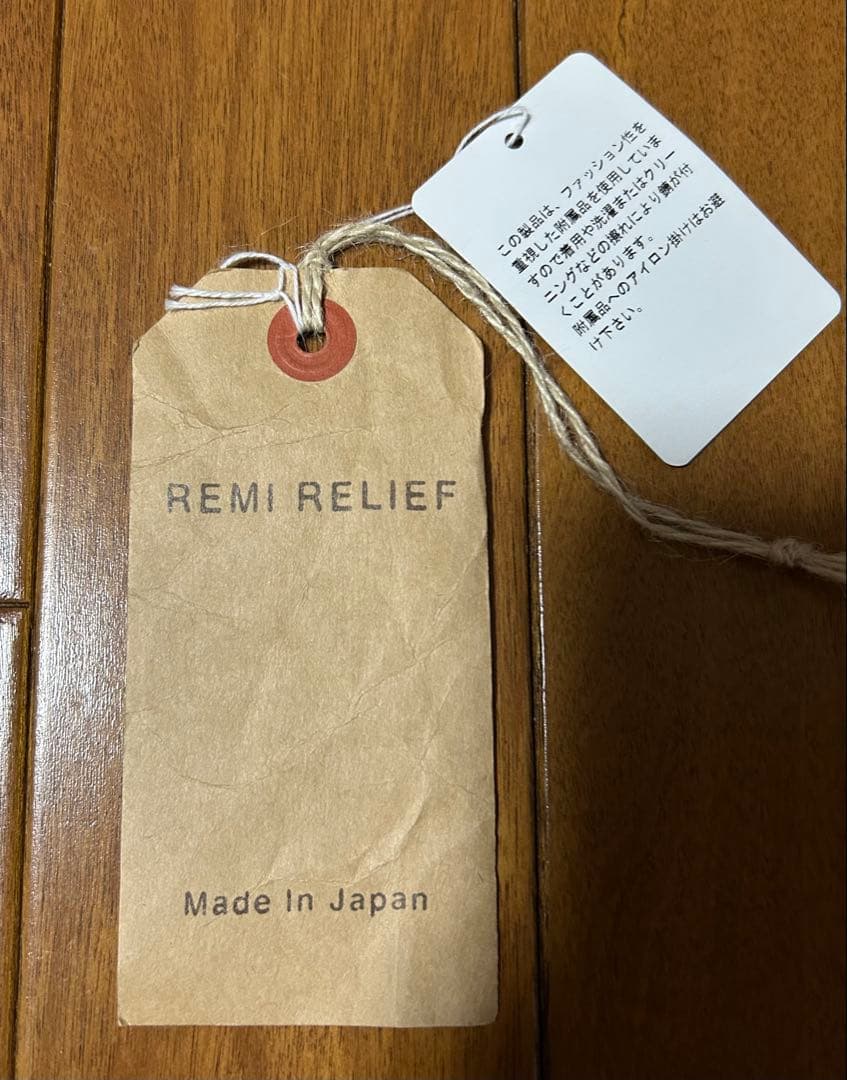 REMI RELIEF
Made In Japan
この製品は、ファッション性を
重視した附属品を使用していま
すので着用や洗濯またはクリー
ニングなどの擦れにより錆が付
くことがあります。
附属品へのアイロン掛けはお避
け下さい。